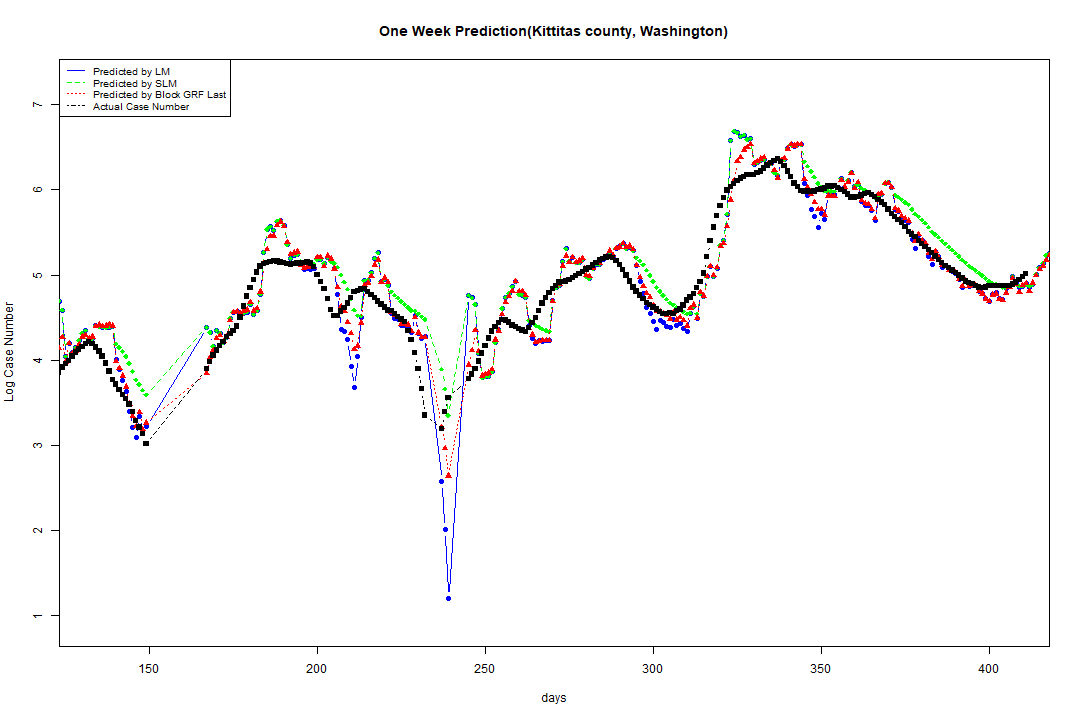 One Week Prediction(Kittitas county, Washington)
Predicted by LM
Predicted by SLM
Predicted by Block GRF Last
Actual Case Number
Log Case Number
7
6
5
4
3
2
1
150 200 250 300 350 400
days